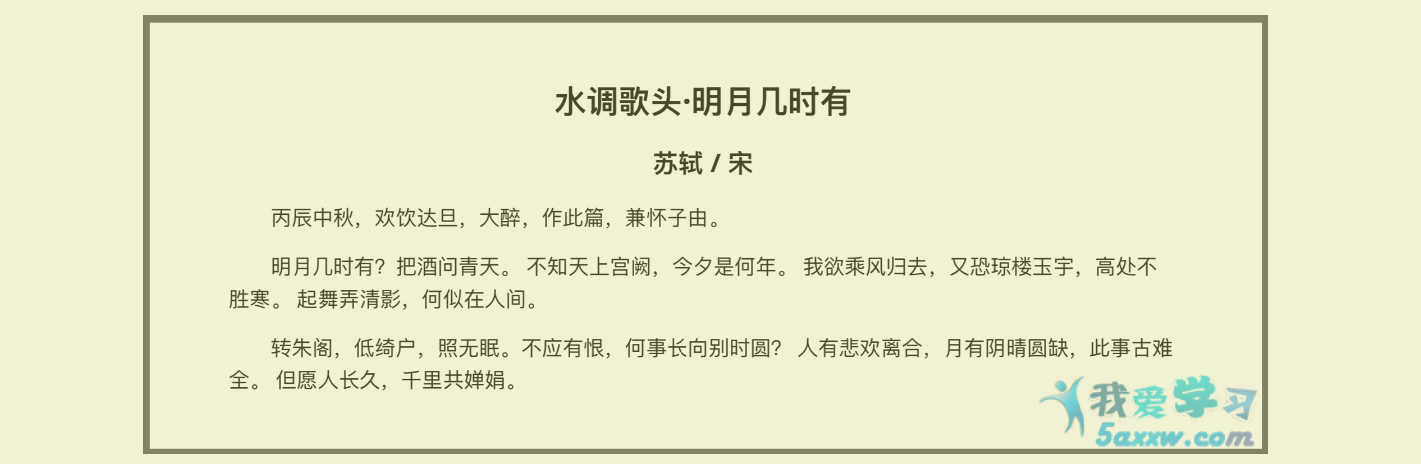 水调歌头·明月几时有
苏轼 / 宋
丙辰中秋，欢饮达旦，大醉，作此篇，兼怀子由。
明月几时有？把酒问青天。 不知天上宫阙，今夕是何年。 我欲乘风归去，又恐琼楼玉宇，高处不
胜寒。 起舞弄清影，何似在人间。
转朱阁，低绮户，照无眠。不应有恨，何事长向别时圆？ 人有悲欢离合，月有阴晴圆缺，此事古难
全。 但愿人长久，千里共婵娟。
我爱学习
5axxw.com